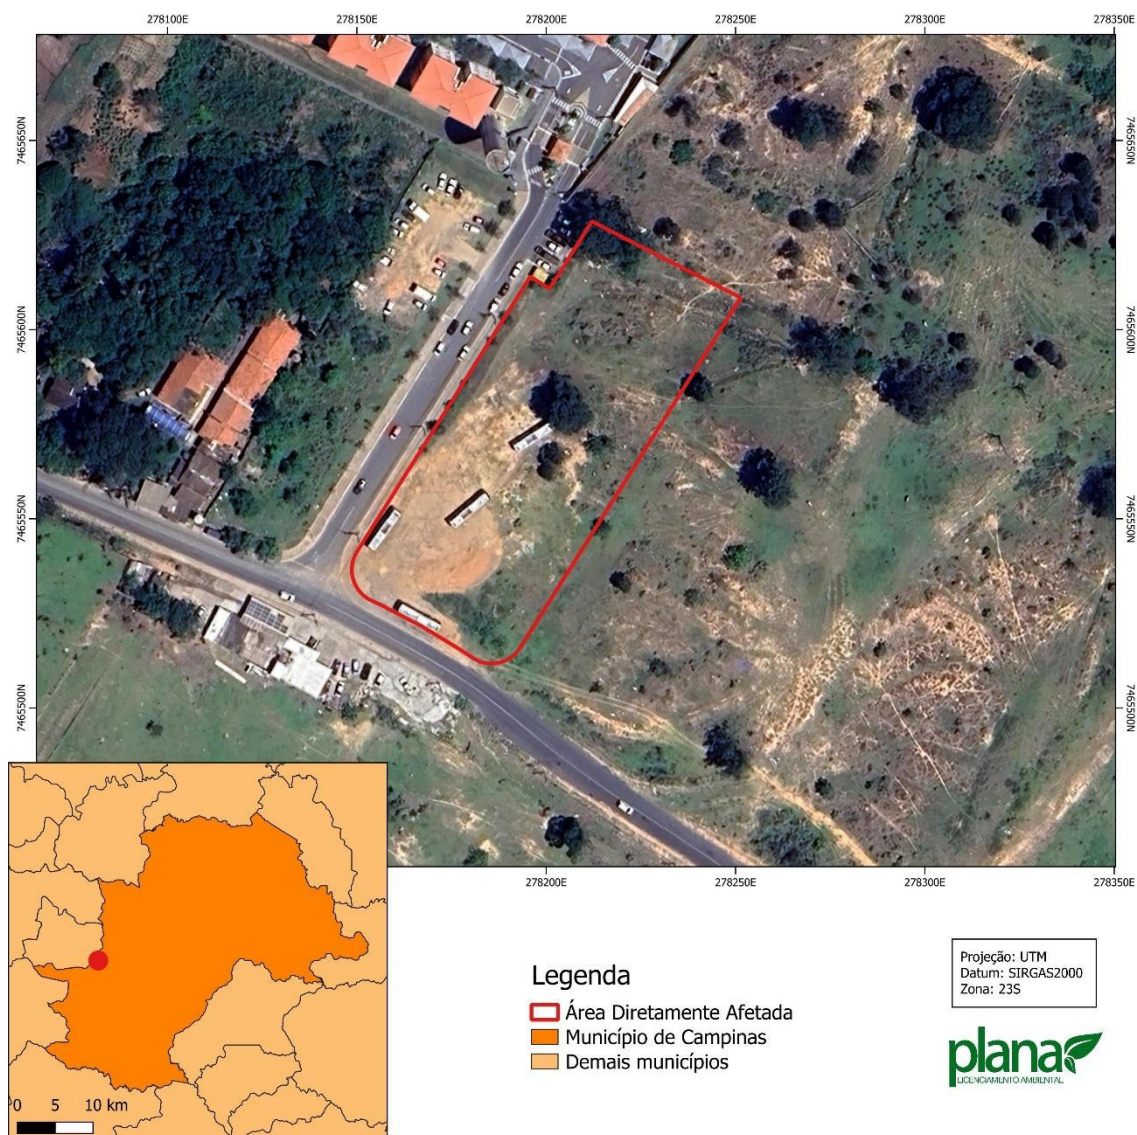 278100E 278150E 278200E 278250E 278300E 278350E
7465650N 7465650N
7465600N 7465600N
7465550N 7465550N
7465500N 7465500N
278200E 278250E 278300E 278350E
0 5 10 km
Legenda
Área Diretamente Afetada
Município de Campinas
Demais municípios
Projeção: UTM
Datum: SIRGAS2000
Zona: 23S
plana
LICENCIAMENTO AMBIENTAL